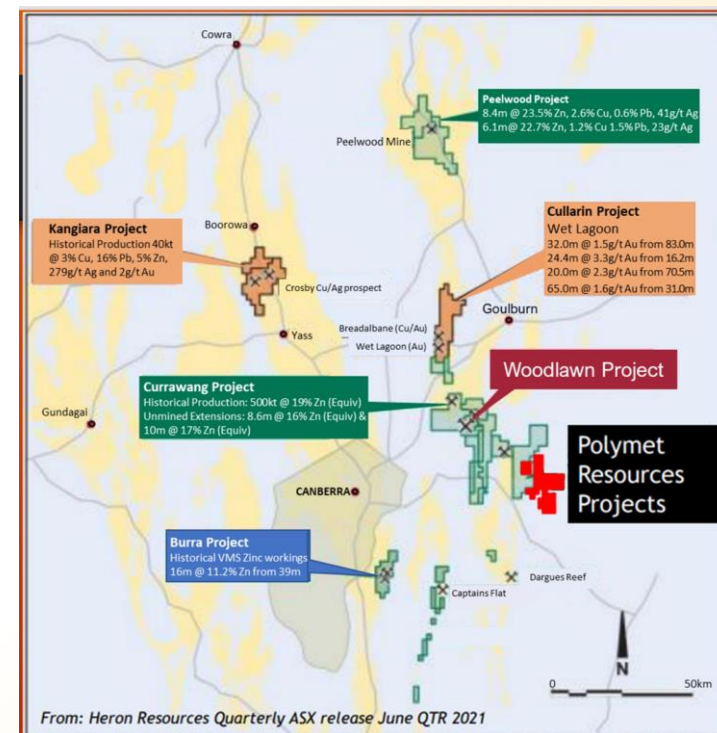 Cowra
Peelwood Project
8.4m @ 23.5% Zn, 2.6% Cu, 0.6% Pb, 41g/t Ag
6.1m@ 22.7% Zn, 1.2% Cu 1.5% Pb, 23g/t Ag
Peelwood Mine
Kangiara Project
Historical Production 40kt
@ 3% Cu, 16% Pb, 5% Zn,
279g/t Ag and 2g/t Au
Boorowa
Crosby Cu/Ag prospect
Cullarin Project
Wet Lagoon
32.0m @ 1.5g/t Au from 83.0m
24.4m @ 3.3g/t Au from 16.2m
20.0m @ 2.3g/t Au from 70.5m
65.0m @ 1.6g/t Au from 31.0m
Goulburn
Breadalbane (Cu/Au)
Wet Lagoon (Au)
Yass
Woodlawn Project
Currawang Project
Historical Production: 500kt @ 19% Zn (Equiv)
Unmined Extensions: 8.6m @ 16% Zn (Equiv) &
10m @ 17% Zn (Equiv)
Gundagai
Polymet
Resources
Projects
CANBERRA
Burra Project
Historical VMS Zinc workings
16m @ 11.2% Zn from 39m
Dargues Reef
Captains Flat
N
0 50km
From: Heron Resources Quarterly ASX release June QTR 2021